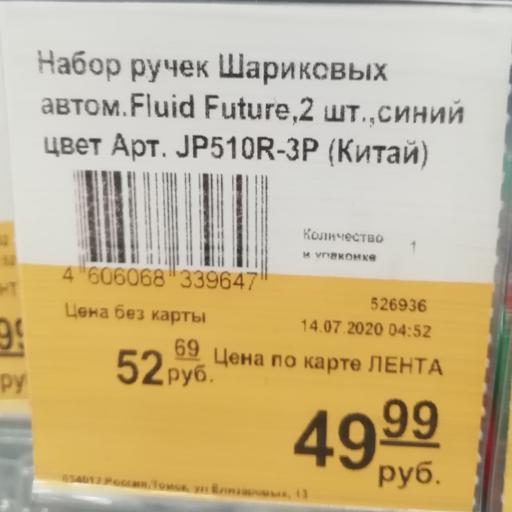 Набор ручек Шариковых
автом.Fluid Future,2 шт.,синий
цвет Арт. JP510R-3P (Китай)
Количество 1
и упаковке
4 606068 339647
526936
Цена без карты
14.07.2020 04:52
52 69 руб.
Цена по карте ЛЕНТА
49 99 руб.
634012,Россия,Томск, ул Елизаровых, 13